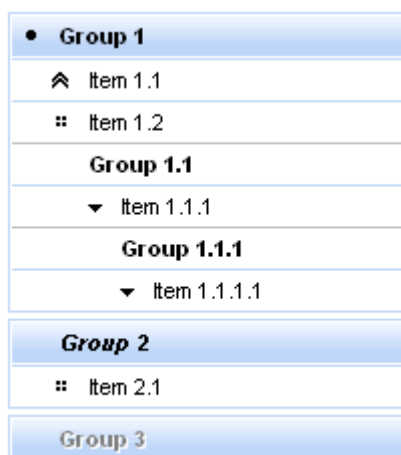 Group 1
Item 1.1
Item 1.2
Group 1.1
Item 1.1.1
Group 1.1.1
Item 1.1.1.1
Group 2
Item 2.1
Group 3